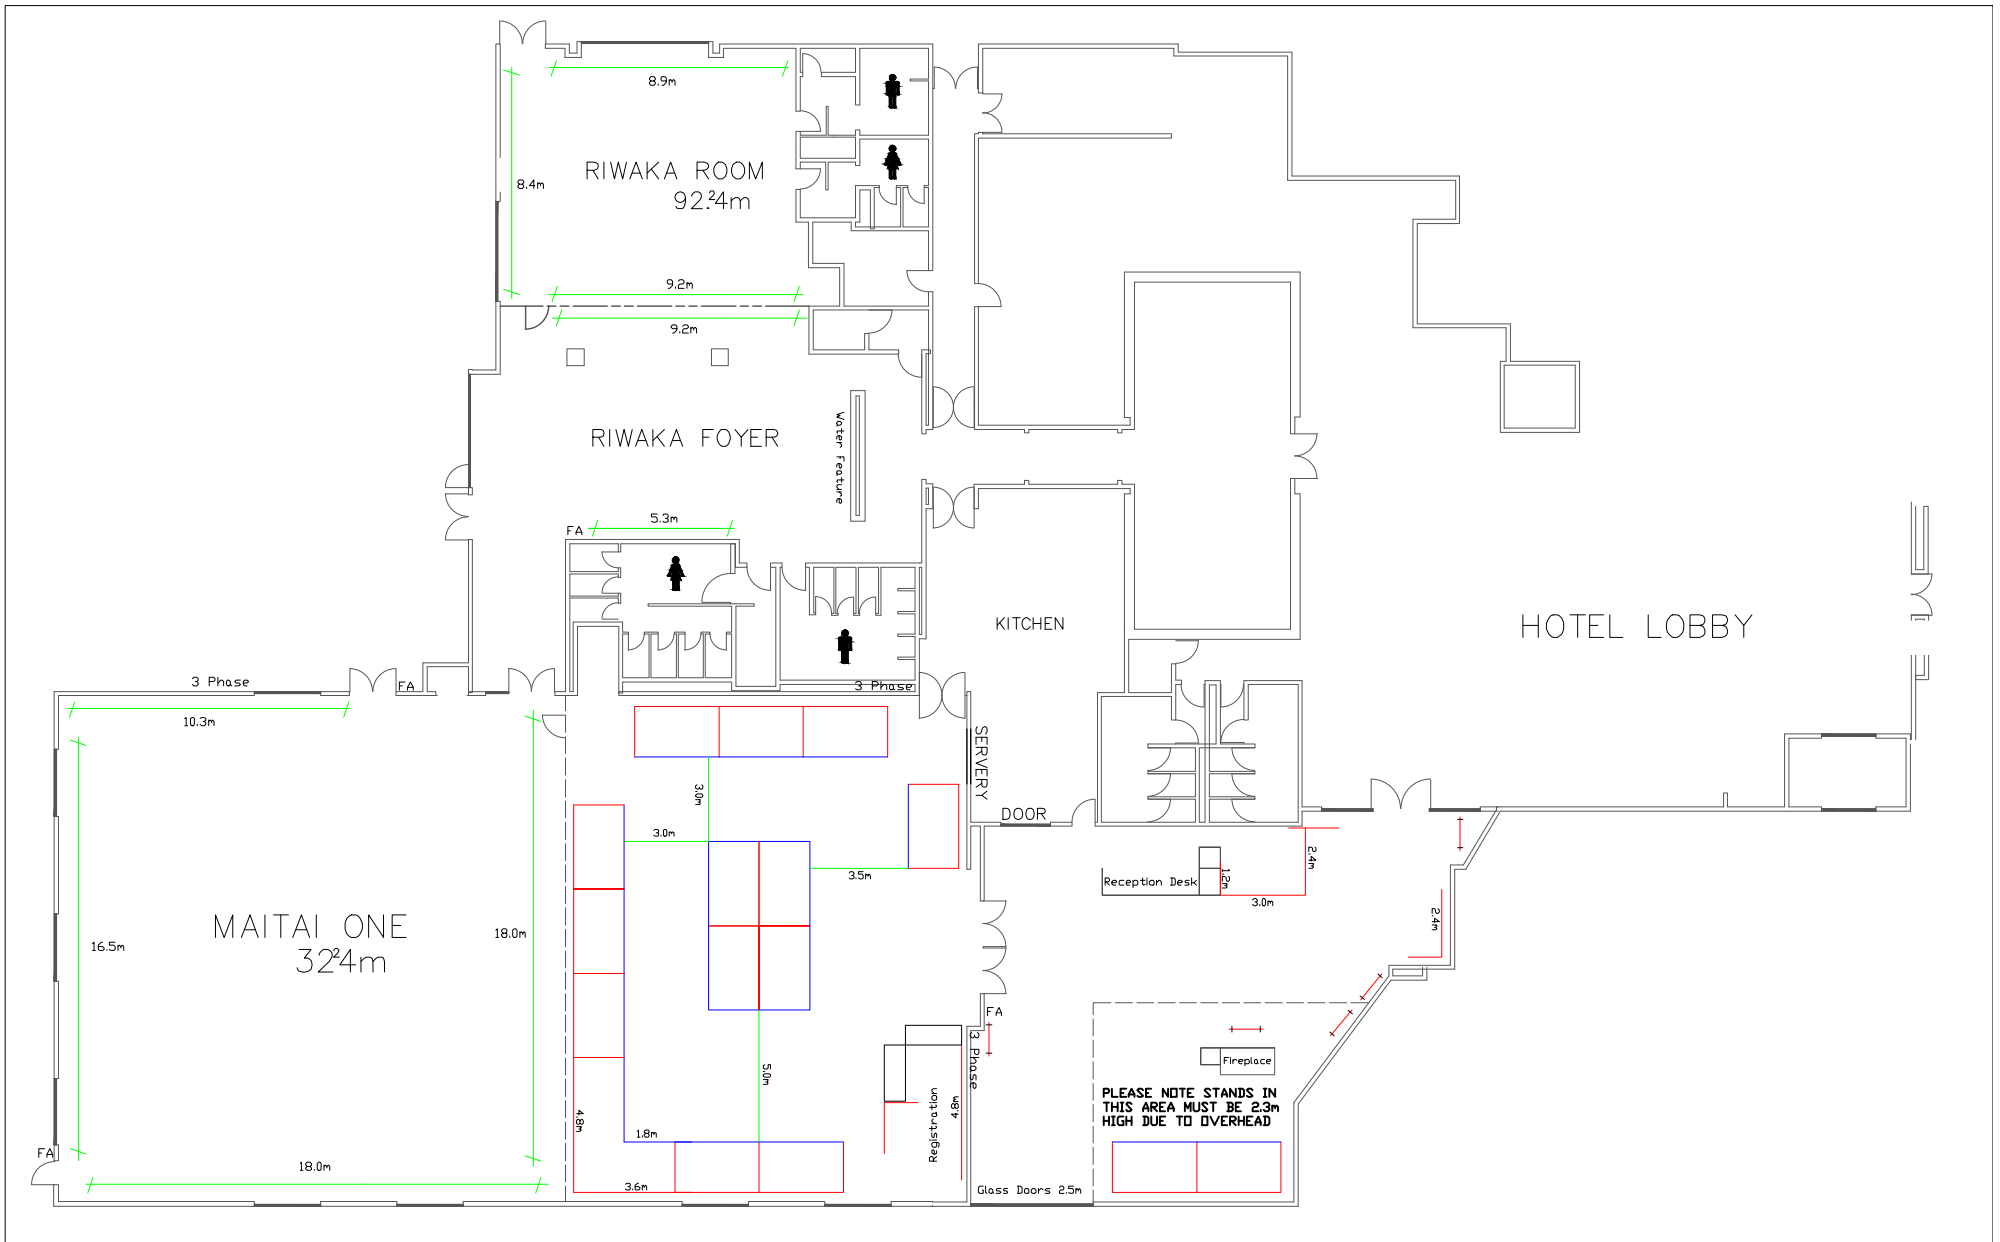 8.9m
RIWAKA ROOM
92.²4m
8.4m
9.2m
9.2m
RIWAKA FOYER
Water Feature
FA
5.3m
KITCHEN
HOTEL LOBBY
3 Phase
FA
3 Phase
10.3m
SERVERY
DOOR
3.0m
3.0m
3.5m
Reception Desk
1.2m
2.4m
3.0m
2.4m
MAITAI ONE
32²4m
16.5m
18.0m
FA
3 Phase
Fireplace
5.0m
PLEASE NOTE STANDS IN
THIS AREA MUST BE 2.3m
HIGH DUE TO OVERHEAD
4.8m
1.8m
Registration
4.8m
FA
18.0m
3.6m
Glass Doors 2.5m